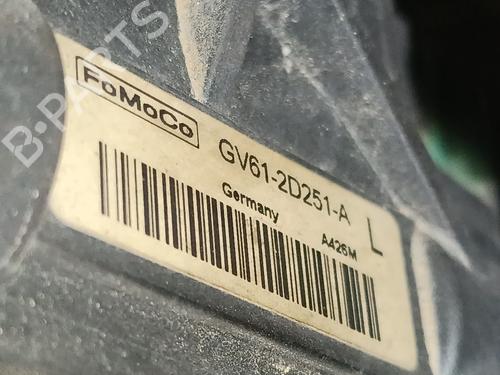 B-PARTS
FoMoCo
GV61-2D251-A
L
Germany
A426M